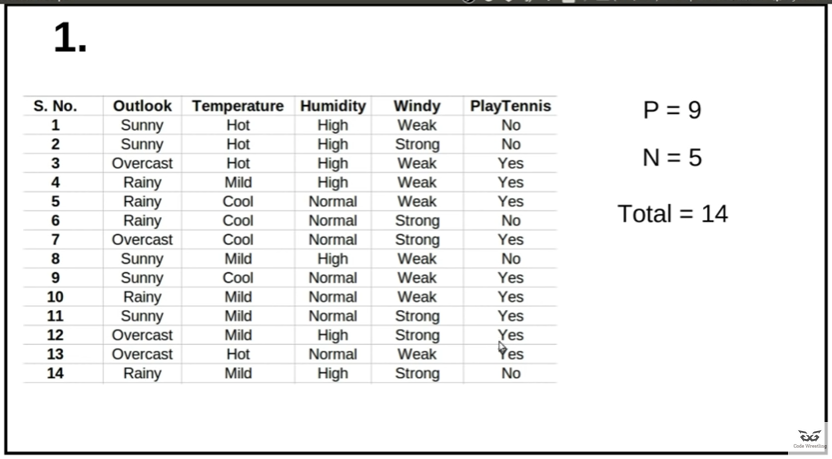 1.
S. No. Outlook Temperature Humidity Windy PlayTennis
1 Sunny Hot High Weak No
2 Sunny Hot High Strong No
3 Overcast Hot High Weak Yes
4 Rainy Mild High Weak Yes
5 Rainy Cool Normal Weak Yes
6 Rainy Cool Normal Strong No
7 Overcast Cool Normal Strong Yes
8 Sunny Mild High Weak No
9 Sunny Cool Normal Weak Yes
10 Rainy Mild Normal Weak Yes
11 Sunny Mild Normal Strong Yes
12 Overcast Mild High Strong Yes
13 Overcast Hot Normal Weak Yes
14 Rainy Mild High Strong No
P = 9
N = 5
Total = 14
Code Wrestling